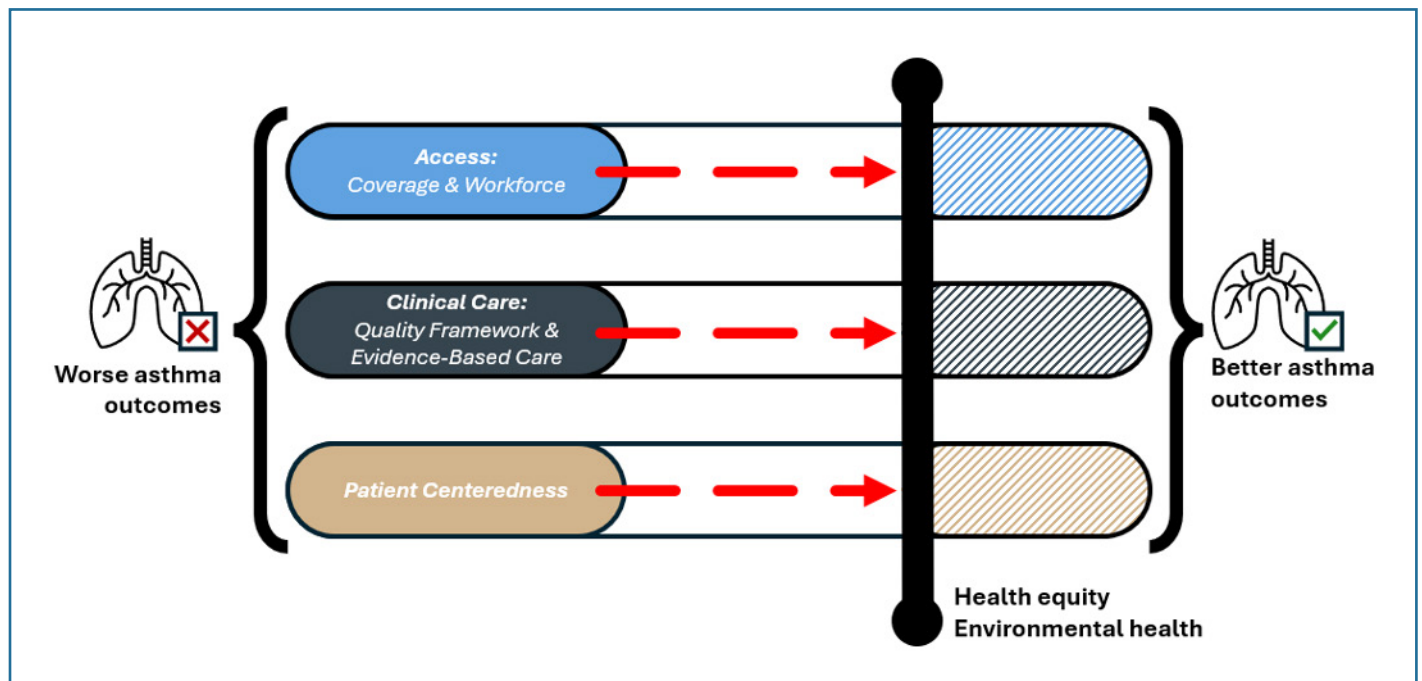 Access:
Coverage & Workforce
Clinical Care:
Quality Framework &
Evidence-Based Care
Worse asthma
outcomes
Better asthma
outcomes
Patient Centeredness
Health equity
Environmental health